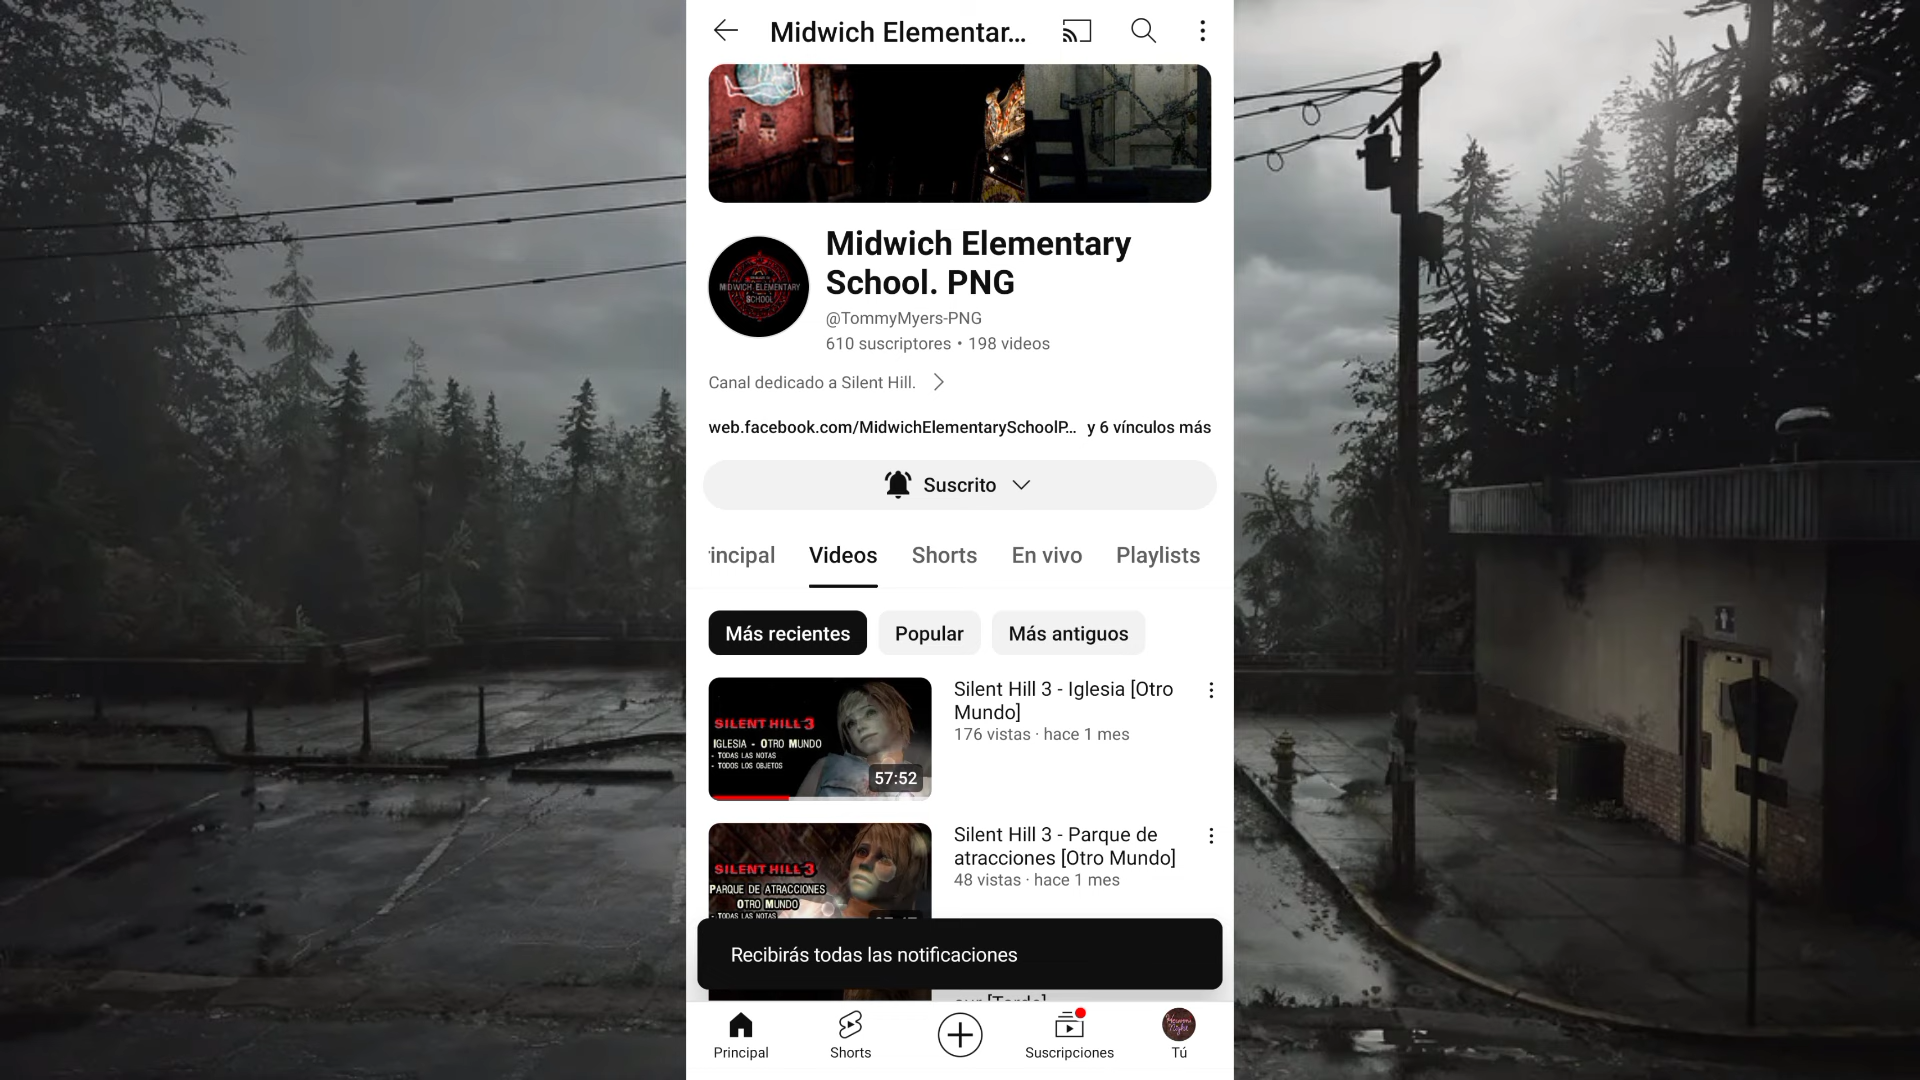 Midwich Elementar...
Midwich Elementary
School. PNG
MIDWICH ELEMENTARY
SCHOOL
@TommyMyers-PNG
610 suscriptores • 198 videos
Canal dedicado a Silent Hill.
web.facebook.com/MidwichElementarySchoolP... y 6 vínculos más
Suscrito
rincipal Videos Shorts En vivo Playlists
Más recientes Popular Más antiguos
SILENT HILL 3
IGLESIA - OTRO MUNDO
- TODAS LAS NOTAS
- TODOS LOS OBJETOS
57:52
Silent Hill 3 - Iglesia [Otro
Mundo]
176 vistas · hace 1 mes
SILENT HILL 3
PARQUE DE ATRACCIONES
OTRO MUNDO
- TODAS LAS NOTAS
Silent Hill 3 - Parque de
atracciones [Otro Mundo]
48 vistas · hace 1 mes
Recibirás todas las notificaciones
Principal Shorts Suscripciones Tú